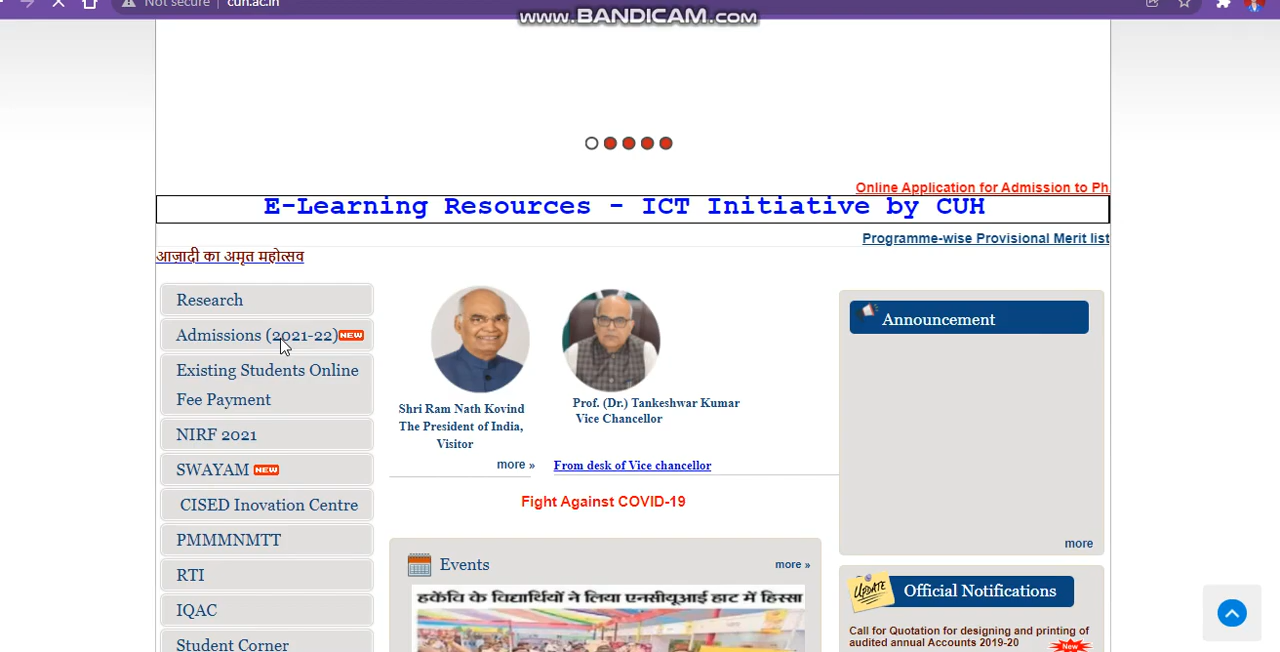 Not secure
cuh.ac.in
www.BANDICAM.com
Online Application for Admission to Ph
E-Learning Resources - ICT Initiative by CUH
Programme-wise Provisional Merit list
आज़ादी का अमृत महोत्सव
Research
Admissions (2021-22) NEW
Existing Students Online
Fee Payment
NIRF 2021
SWAYAM NEW
CISED Inovation Centre
PMMMNMTT
RTI
IQAC
Student Corner
Shri Ram Nath Kovind
The President of India,
Visitor
more »
Prof. (Dr.) Tankeshwar Kumar
Vice Chancellor
From desk of Vice chancellor
Fight Against COVID-19
Events
more »
हकेंवि के विद्यार्थियों ने लिया एनसीयूआई हाट में हिस्सा
Announcement
more
UPDATE
Official Notifications
Call for Quotation for designing and printing of
audited annual Accounts 2019-20
New